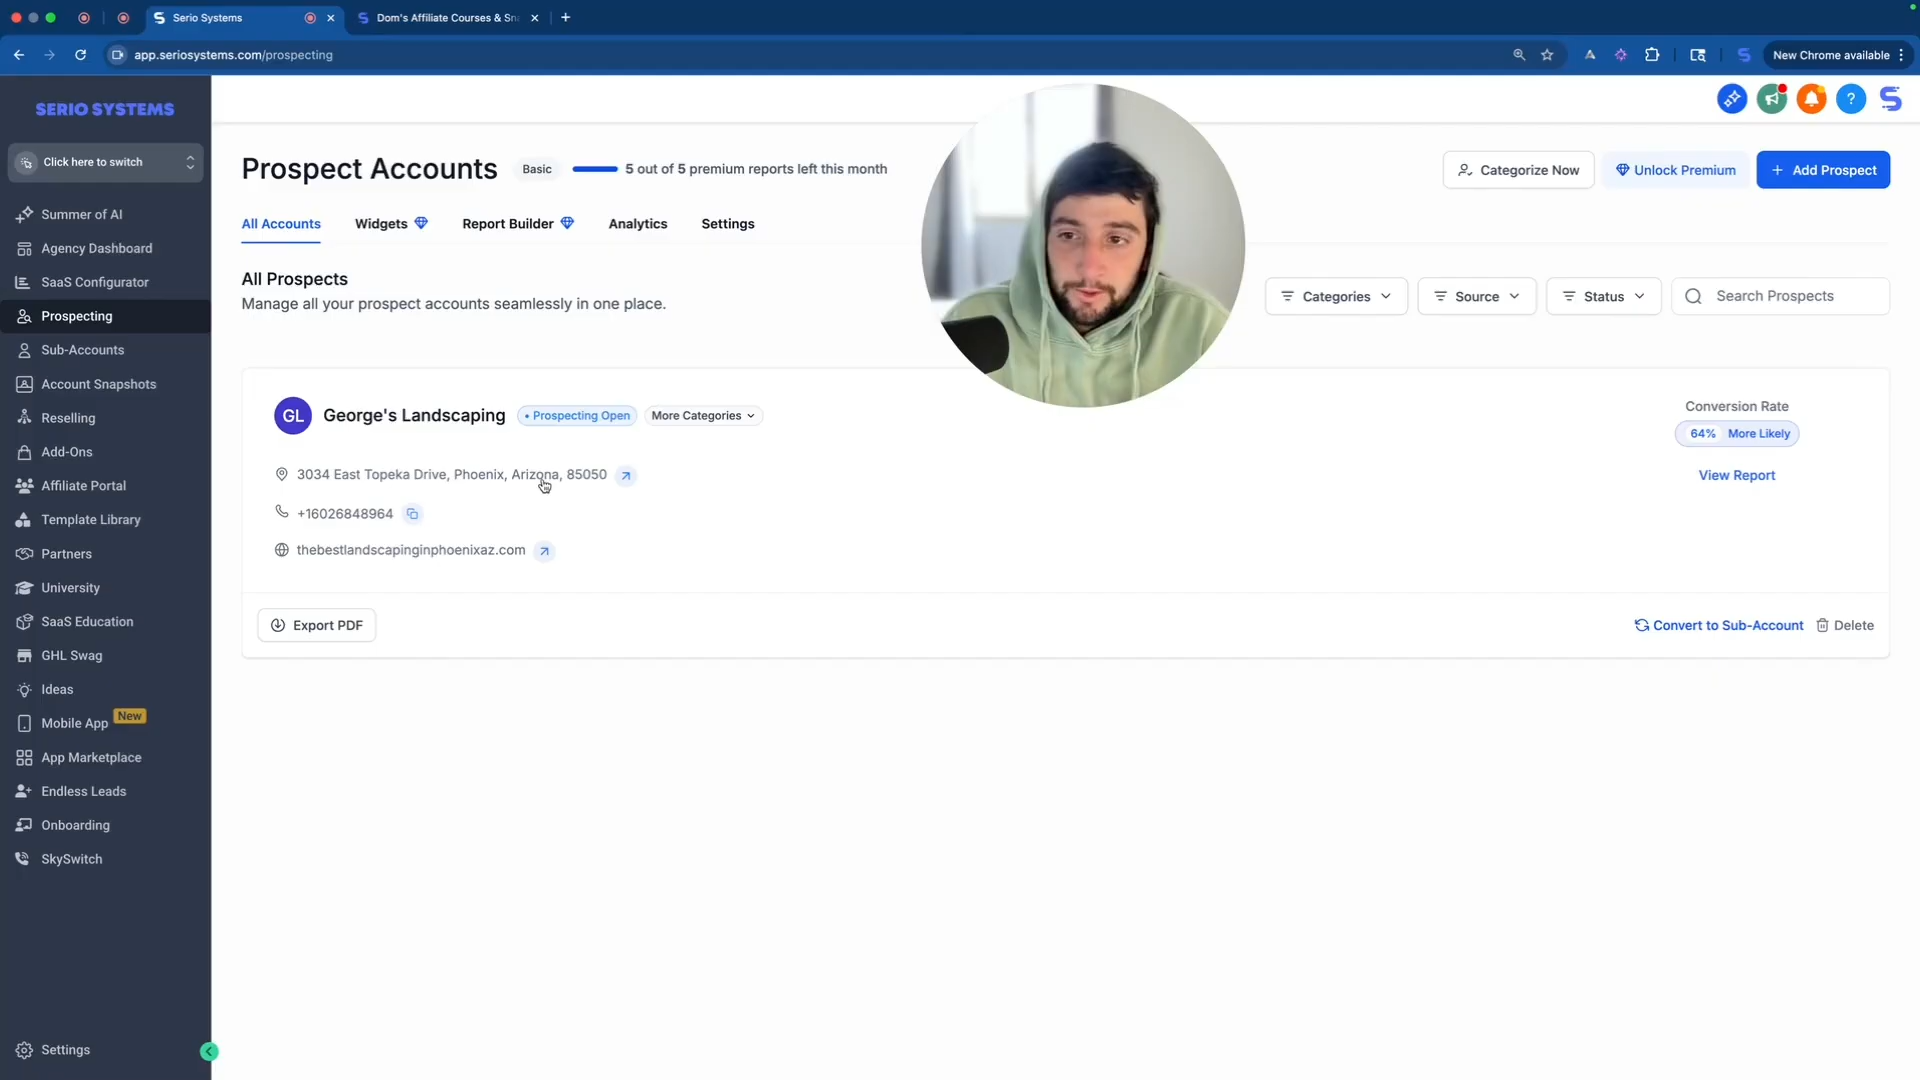 Serio Systems
Dom's Affiliate Courses & Sn
app.seriosystems.com/prospecting
New Chrome available
SERIO SYSTEMS
Click here to switch
Summer of AI
Agency Dashboard
SaaS Configurator
Prospecting
Sub-Accounts
Account Snapshots
Reselling
Add-Ons
Affiliate Portal
Template Library
Partners
University
SaaS Education
GHL Swag
Ideas
Mobile App New
App Marketplace
Endless Leads
Onboarding
SkySwitch
Settings
Prospect Accounts Basic 5 out of 5 premium reports left this month
Categorize Now Unlock Premium + Add Prospect
All Accounts Widgets Report Builder Analytics Settings
All Prospects
Manage all your prospect accounts seamlessly in one place.
Categories Source Status Search Prospects
GL George's Landscaping • Prospecting Open More Categories
3034 East Topeka Drive, Phoenix, Arizona, 85050
+16026848964
thebestlandscapinginphoenixaz.com
Conversion Rate
64% More Likely
View Report
Export PDF
Convert to Sub-Account Delete